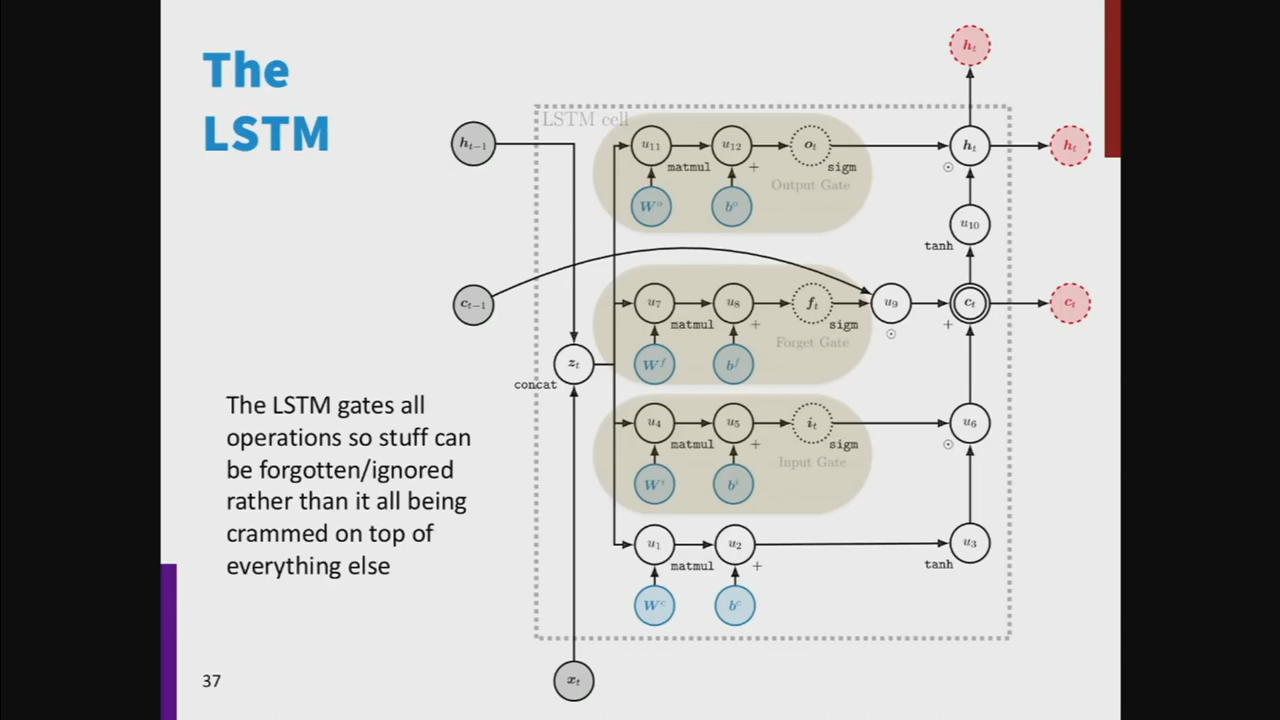 The
LSTM
h_t
LSTM cell
h_{t-1}
u_11
u_12
o_t
h_t
h_t
matmul
+
sigm
⊙
Output Gate
W^o
b^o
u_10
tanh
c_{t-1}
u_7
u_8
f_t
u_9
c_t
c_t
matmul
+
sigm
⊙
+
Forget Gate
z_t
concat
W^f
b^f
The LSTM gates all
operations so stuff can
be forgotten/ignored
rather than it all being
crammed on top of
everything else
u_4
u_5
i_t
u_6
matmul
+
sigm
⊙
Input Gate
W^i
b^i
u_1
u_2
u_3
matmul
+
tanh
W^c
b^c
37
x_t